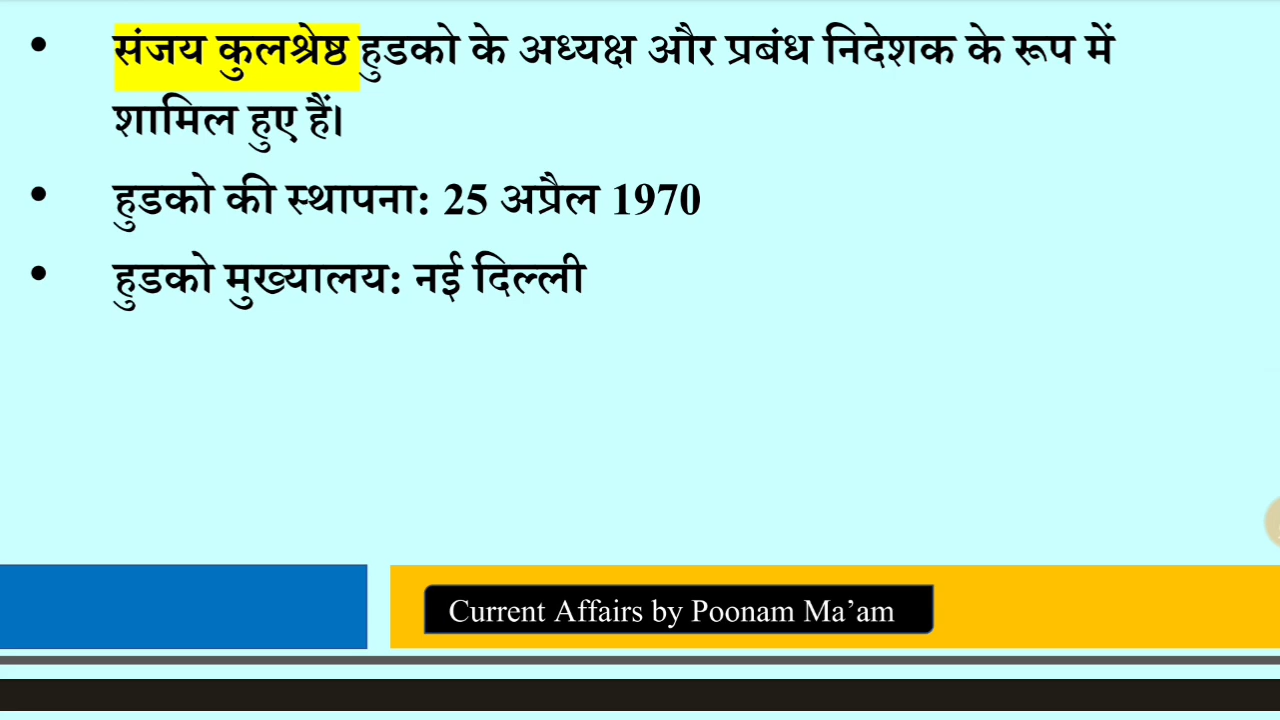 • संजय कुलश्रेष्ठ हुडको के अध्यक्ष और प्रबंध निदेशक के रूप में
शामिल हुए हैं।
• हुडको की स्थापना: 25 अप्रैल 1970
• हुडको मुख्यालय: नई दिल्ली
Current Affairs by Poonam Ma’am